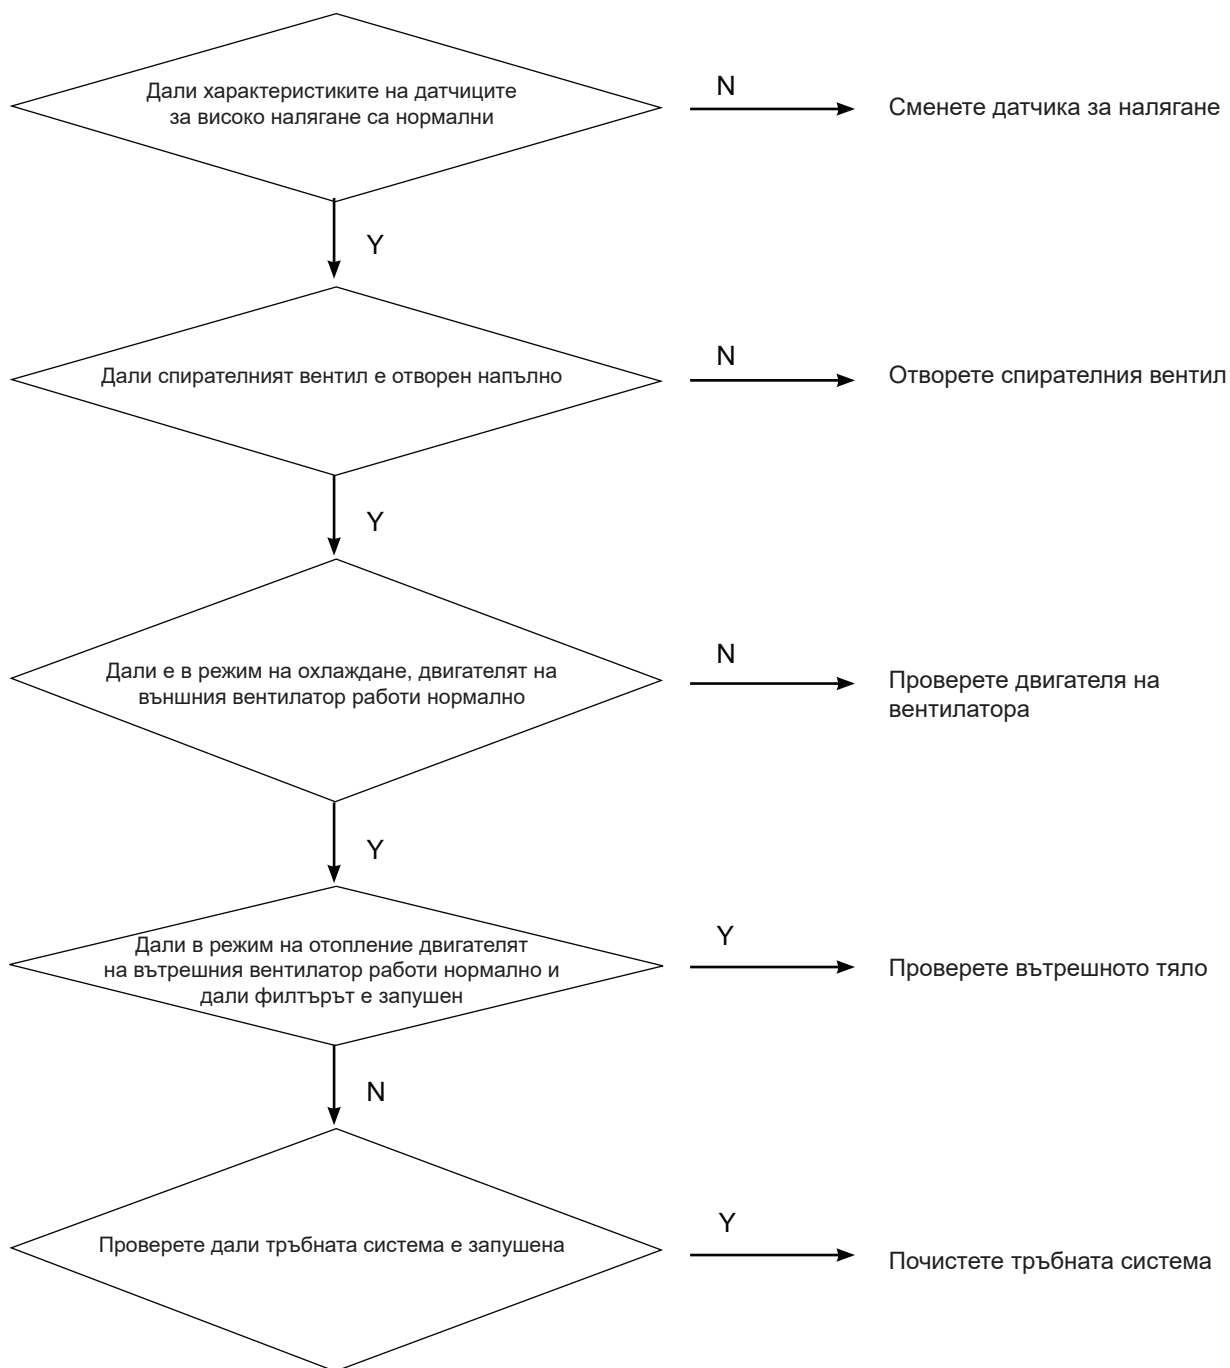 Дали характеристиките на датчиците
за високо налягане са нормални
N
Сменете датчика за налягане
Y
Дали спирателният вентил е отворен напълно
N
Отворете спирателния вентил
Y
Дали е в режим на охлаждане, двигателят на
външния вентилатор работи нормално
N
Проверете двигателя на
вентилатора
Y
Дали в режим на отопление двигателят
на вътрешния вентилатор работи нормално и
дали филтърът е запушен
Y
Проверете вътрешното тяло
N
Проверете дали тръбната система е запушена
Y
Почистете тръбната система